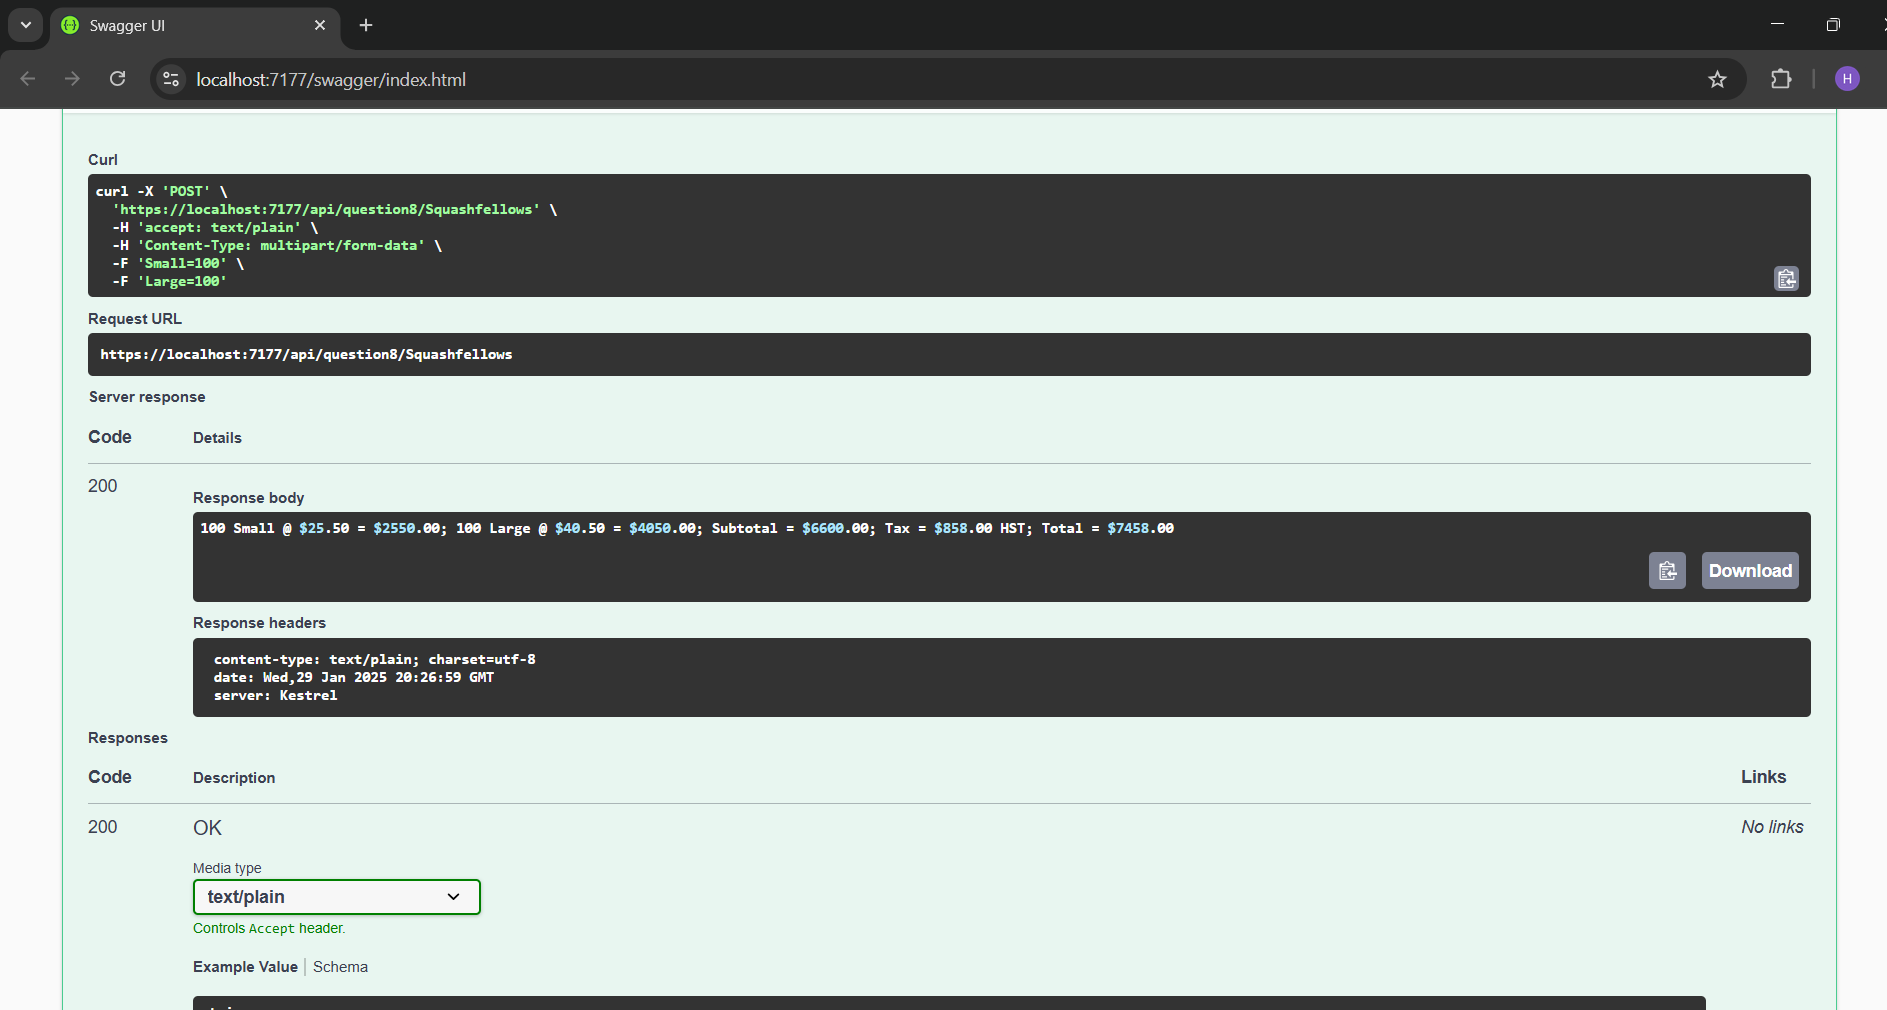 Swagger UI
localhost:7177/swagger/index.html
H
Curl
curl -X 'POST' \
'https://localhost:7177/api/question8/Squashfellows' \
-H 'accept: text/plain' \
-H 'Content-Type: multipart/form-data' \
-F 'Small=100' \
-F 'Large=100'
Request URL
https://localhost:7177/api/question8/Squashfellows
Server response
Code Details
200
Response body
100 Small @ $25.50 = $2550.00; 100 Large @ $40.50 = $4050.00; Subtotal = $6600.00; Tax = $858.00 HST; Total = $7458.00
Download
Response headers
content-type: text/plain; charset=utf-8
date: Wed,29 Jan 2025 20:26:59 GMT
server: Kestrel
Responses
Code Description Links
200 OK No links
Media type
text/plain
Controls Accept header.
Example Value Schema